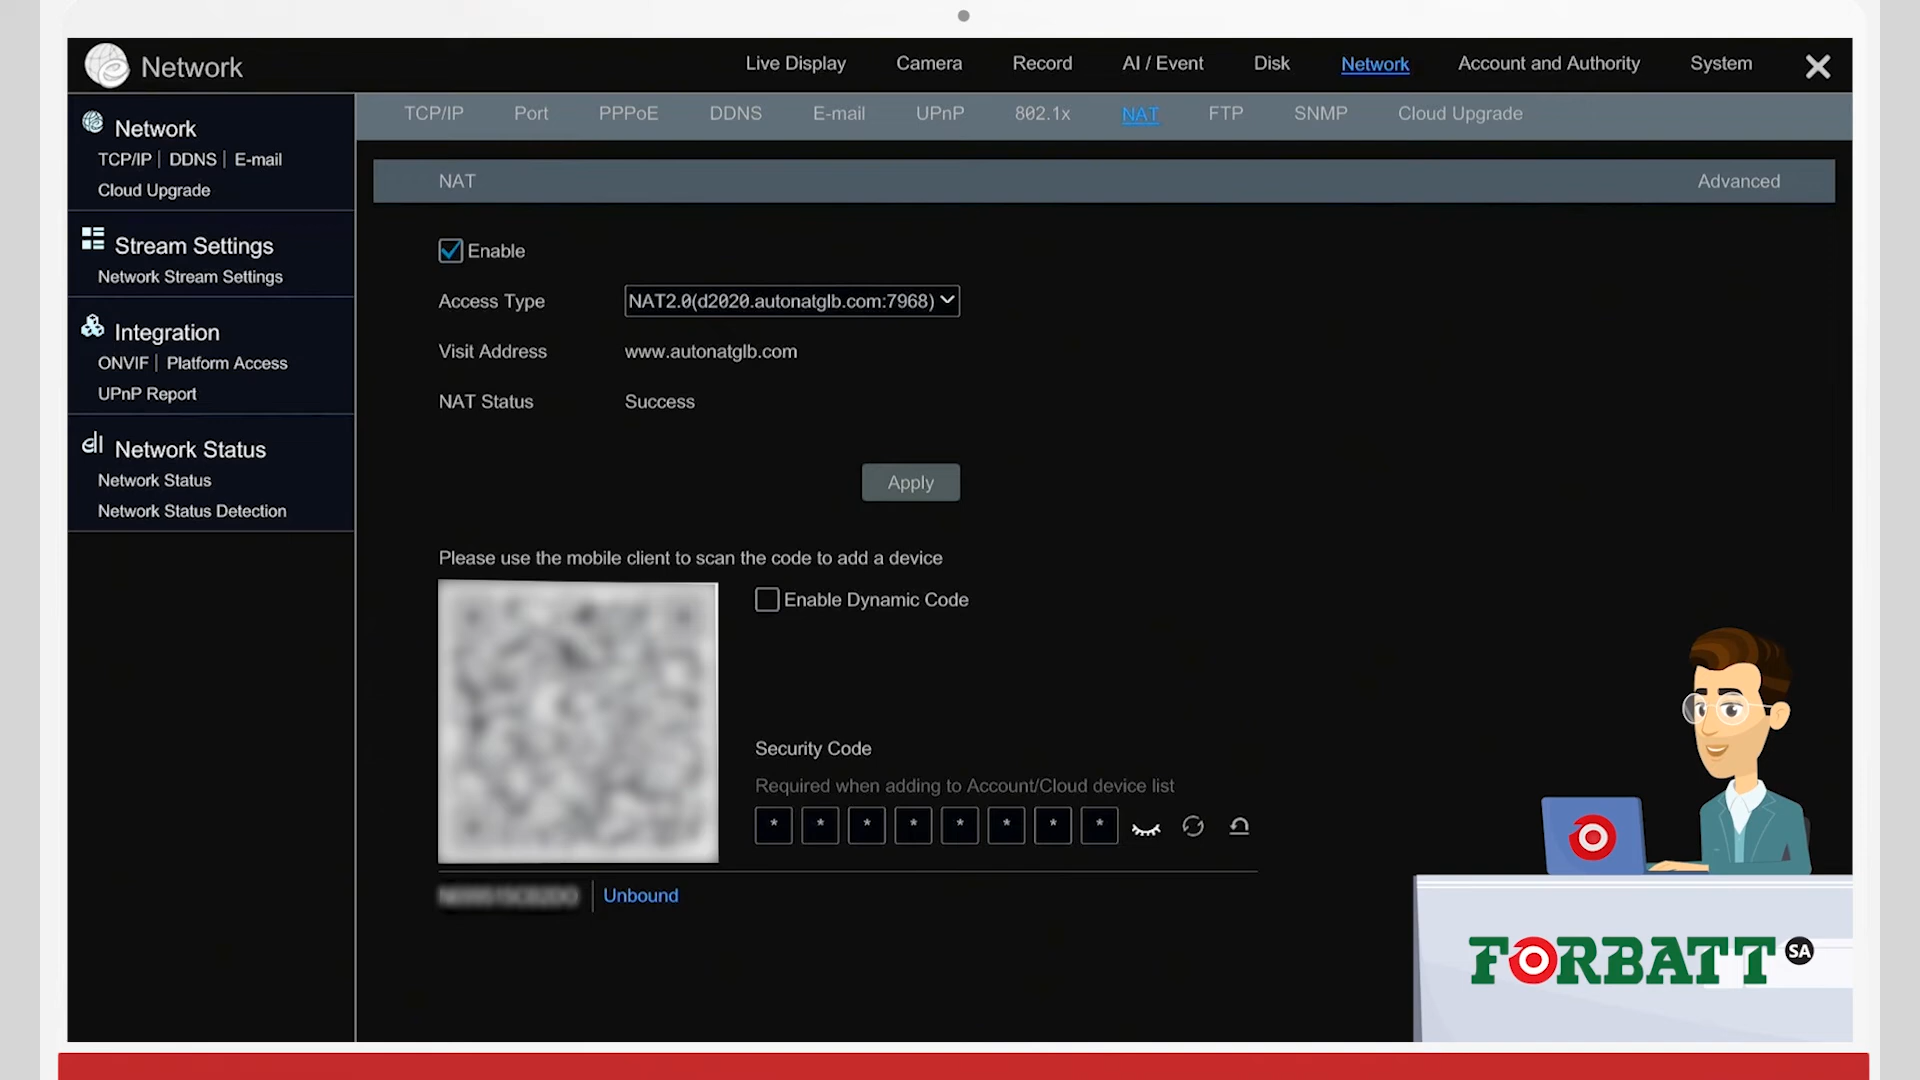 Network
Live Display
Camera
Record
AI / Event
Disk
Network
Account and Authority
System
TCP/IP
Port
PPPoE
DDNS
E-mail
UPnP
802.1x
NAT
FTP
SNMP
Cloud Upgrade
Network
TCP/IP | DDNS | E-mail
Cloud Upgrade
Stream Settings
Network Stream Settings
Integration
ONVIF | Platform Access
UPnP Report
Network Status
Network Status
Network Status Detection
NAT
Advanced
Enable
Access Type
NAT2.0(d2020.autonatglb.com:7968)
Visit Address
www.autonatglb.com
NAT Status
Success
Apply
Please use the mobile client to scan the code to add a device
Enable Dynamic Code
Security Code
Required when adding to Account/Cloud device list
* * * * * * * *
Unbound
FORBATT SA